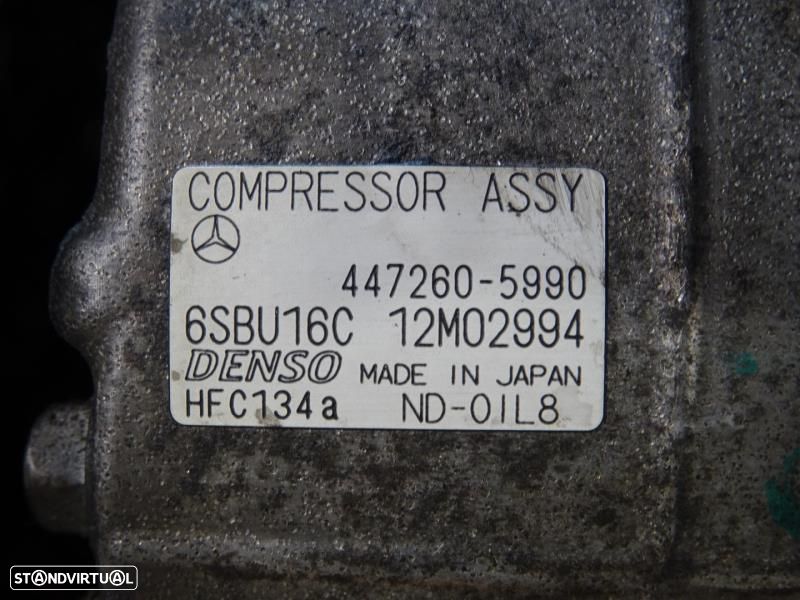 COMPRESSOR ASSY
447260-5990
6SBU16C 12M02994
DENSO MADE IN JAPAN
HFC134a ND-OIL8
STANDVIRTUAL